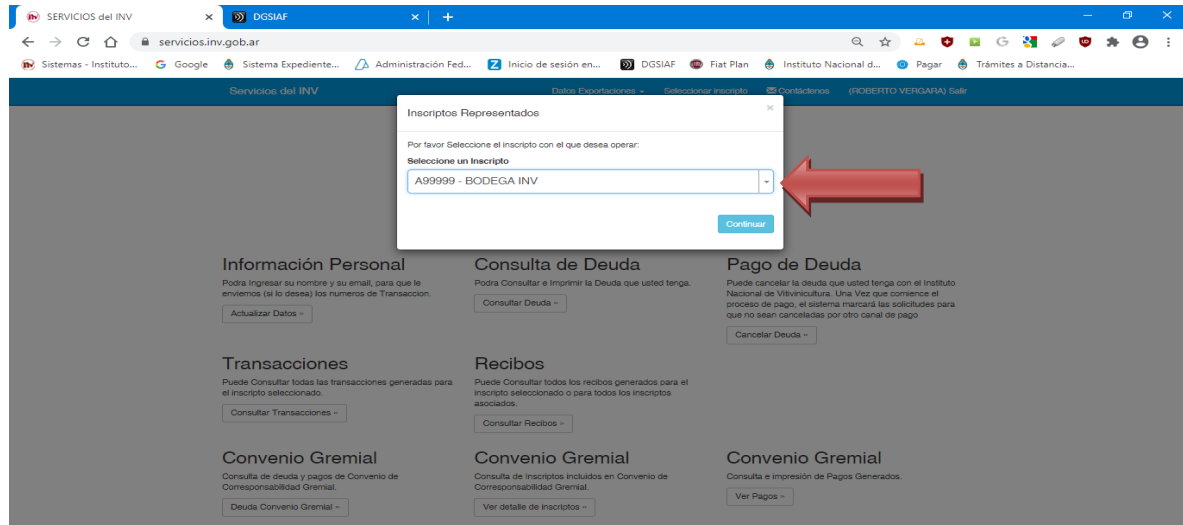 SERVICIOS del INV
DGSIAF
servicios.inv.gob.ar
Sistemas - Instituto... Google Sistema Expediente... Administración Fed... Inicio de sesión en... DGSIAF Fiat Plan Instituto Nacional d... Pagar Trámites a Distancia...
Servicios del INV Datos Exportaciones Seleccionar Inscripto Contáctenos (ROBERTO VERGARA) Salir
Inscriptos Representados
Por favor Seleccione el inscripto con el que desea operar:
Seleccione un Inscripto
A99999 - BODEGA INV
Continuar
Información Personal
Podra Ingresar su nombre y su email, para que le
enviemos (si lo desea) los numeros de Transaccion.
Actualizar Datos »
Consulta de Deuda
Podra Consultar e Imprimir la Deuda que usted tenga.
Consultar Deuda »
Pago de Deuda
Puede cancelar la deuda que usted tenga con el Instituto
Nacional de Vitivinicultura. Una Vez que comience el
proceso de pago, el sistema marcará las solicitudes para
que no sean canceladas por otro canal de pago
Cancelar Deuda »
Transacciones
Puede Consultar todas las transacciones generadas para
el inscripto seleccionado.
Consultar Transacciones »
Recibos
Puede Consultar todos los recibos generados para el
inscripto seleccionado o para todos los inscriptos
asociados.
Consultar Recibos »
Convenio Gremial
Consulta de deuda y pagos de Convenio de
Corresponsabilidad Gremial.
Deuda Convenio Gremial »
Convenio Gremial
Consulta de Inscriptos incluidos en Convenio de
Corresponsabilidad Gremial.
Ver detalle de inscriptos »
Convenio Gremial
Consulta e impresión de Pagos Generados.
Ver Pagos »